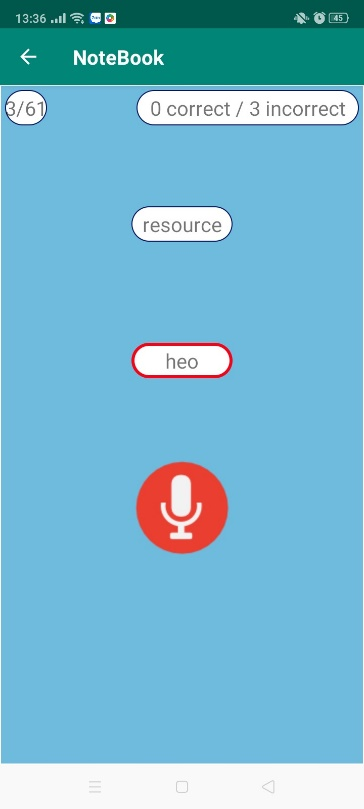 13:36 45
NoteBook
3/61 0 correct / 3 incorrect
resource
heo